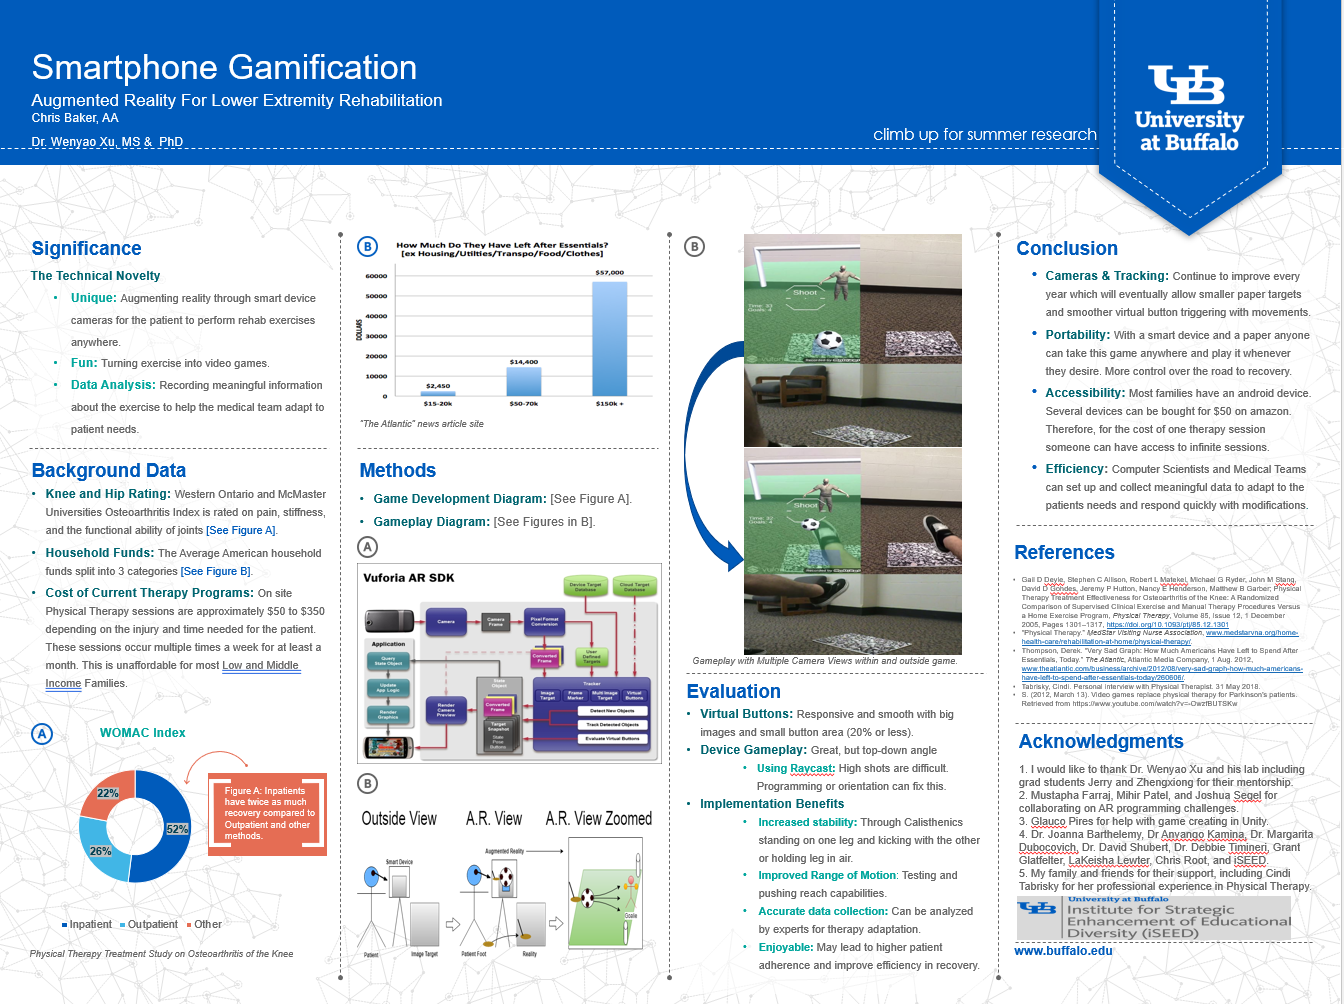 Smartphone Gamification
Augmented Reality For Lower Extremity Rehabilitation
Chris Baker, AA
Dr. Wenyao Xu, MS & PhD
climb up for summer research
UB
University
at Buffalo
Significance
The Technical Novelty
• Unique: Augmenting reality through smart device
cameras for the patient to perform rehab exercises
anywhere.
• Fun: Turning exercise into video games.
• Data Analysis: Recording meaningful information
about the exercise to help the medical team adapt to
patient needs.
Background Data
• Knee and Hip Rating: Western Ontario and McMaster
Universities Osteoarthritis Index is rated on pain, stiffness,
and the functional ability of joints [See Figure A].
• Household Funds: The Average American household
funds split into 3 categories [See Figure B].
• Cost of Current Therapy Programs: On site
Physical Therapy sessions are approximately $50 to $350
depending on the injury and time needed for the patient.
These sessions occur multiple times a week for at least a
month. This is unaffordable for most Low and Middle
Income Families.
A
WOMAC Index
22%
52%
26%
Figure A: Inpatients
have twice as much
recovery compared to
Outpatient and other
methods.
Inpatient Outpatient Other
Physical Therapy Treatment Study on Osteoarthritis of the Knee
B
How Much Do They Have Left After Essentials?
[ex Housing/Utilties/Transpo/Food/Clothes]
DOLLARS
60000
50000
40000
30000
20000
10000
0
$2,450
$14,400
$57,000
$15-20k
$50-70k
$150k +
"The Atlantic" news article site
Methods
• Game Development Diagram: [See Figure A].
• Gameplay Diagram: [See Figures in B].
A
Vuforia AR SDK
Device Target
Database
Cloud Target
Database
Camera
Camera
Frame
Pixel Format
Conversion
Application
Query
State Object
Update
App Logic
Render
Graphics
Converted
Frame
User
Defined
Targets
State
Object
Render
Camera
Preview
Converted
Frame
Target
Snapshot
State
Pose
Buttons
Tracker
Image
Target
Frame
Marker
Multi-Image
Target
Virtual
Buttons
Detect New Objects
Track Detected Objects
Evaluate Virtual Buttons
B
Outside View
A.R. View
A.R. View Zoomed
Smart Device
Augmented Reality
Goalie
Patient
Image Target
Patient Foot
Reality
B
Shoot
Time: 23
Goals: 4
Shoot
Goals: 4
Gameplay with Multiple Camera Views within and outside game.
Evaluation
• Virtual Buttons: Responsive and smooth with big
images and small button area (20% or less).
• Device Gameplay: Great, but top-down angle
• Using Raycast: High shots are difficult.
Programming or orientation can fix this.
• Implementation Benefits
• Increased stability: Through Calisthenics
standing on one leg and kicking with the other
or holding leg in air.
• Improved Range of Motion: Testing and
pushing reach capabilities.
• Accurate data collection: Can be analyzed
by experts for therapy adaptation.
• Enjoyable: May lead to higher patient
adherence and improve efficiency in recovery.
Conclusion
• Cameras & Tracking: Continue to improve every
year which will eventually allow smaller paper targets
and smoother virtual button triggering with movements.
• Portability: With a smart device and a paper anyone
can take this game anywhere and play it whenever
they desire. More control over the road to recovery.
• Accessibility: Most families have an android device.
Several devices can be bought for $50 on amazon.
Therefore, for the cost of one therapy session
someone can have access to infinite sessions.
• Efficiency: Computer Scientists and Medical Teams
can set up and collect meaningful data to adapt to the
patients needs and respond quickly with modifications.
References
• Gail D Deyle, Stephen C Allison, Robert L Matekel, Michael G Ryder, John M Stang,
David D Gohdes, Jeremy P Hutton, Nancy E Henderson, Matthew B Garber; Physical
Therapy Treatment Effectiveness for Osteoarthritis of the Knee: A Randomized
Comparison of Supervised Clinical Exercise and Manual Therapy Procedures Versus
a Home Exercise Program, Physical Therapy, Volume 85, Issue 12, 1 December
2005, Pages 1301–1317, https://doi.org/10.1093/ptj/85.12.1301
• "Physical Therapy." MedStar Visiting Nurse Association, www.medstarvna.org/home-
health-care/rehabilitation-at-home/physical-therapy/.
• Thompson, Derek. "Very Sad Graph: How Much Americans Have Left to Spend After
Essentials, Today." The Atlantic, Atlantic Media Company, 1 Aug. 2012,
www.theatlantic.com/business/archive/2012/08/very-sad-graph-how-much-americans-
have-left-to-spend-after-essentials-today/260608/.
• Tabrisky, Cindi. Personal interview with Physical Therapist. 31 May 2018.
• S. (2012, March 13). Video games replace physical therapy for Parkinson's patients.
Retrieved from https://www.youtube.com/watch?v=-OwzfBUTSKw
Acknowledgments
1. I would like to thank Dr. Wenyao Xu and his lab including
grad students Jerry and Zhengxiong for their mentorship.
2. Mustapha Farraj, Mihir Patel, and Joshua Segel for
collaborating on AR programming challenges.
3. Glauco Pires for help with game creating in Unity.
4. Dr. Joanna Barthelemy, Dr Anyango Kamina, Dr. Margarita
Dubocovich, Dr. David Shubert, Dr. Debbie Timineri, Grant
Glatfelter, LaKeisha Lewter, Chris Root, and iSEED.
5. My family and friends for their support, including Cindi
Tabrisky for her professional experience in Physical Therapy.
UB
University at Buffalo
Institute for Strategic
Enhancement of Educational
Diversity (iSEED)
www.buffalo.edu